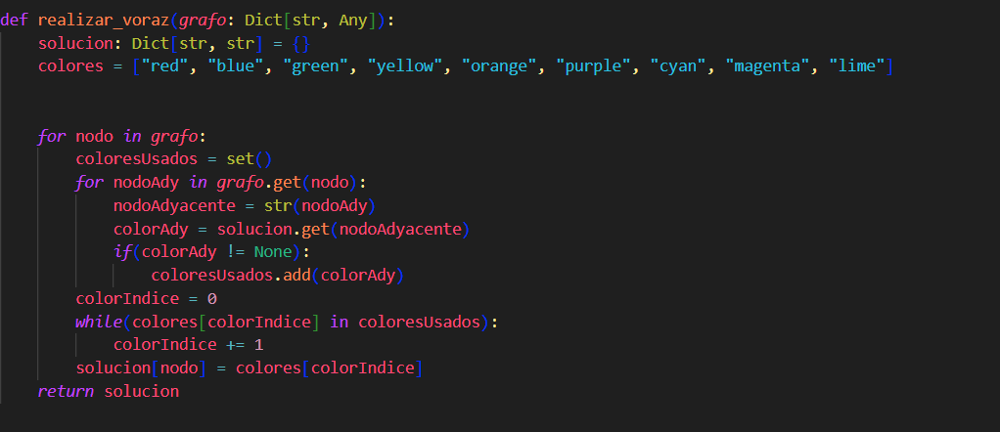 def realizar_voraz(grafo: Dict[str, Any]):
    solucion: Dict[str, str] = {}
    colores = ["red", "blue", "green", "yellow", "orange", "purple", "cyan", "magenta", "lime"]
    for nodo in grafo:
        coloresUsados = set()
        for nodoAdy in grafo.get(nodo):
            nodoAdyacente = str(nodoAdy)
            colorAdy = solucion.get(nodoAdyacente)
            if(colorAdy != None):
                coloresUsados.add(colorAdy)
        colorIndice = 0
        while(colores[colorIndice] in coloresUsados):
            colorIndice += 1
        solucion[nodo] = colores[colorIndice]
    return solucion